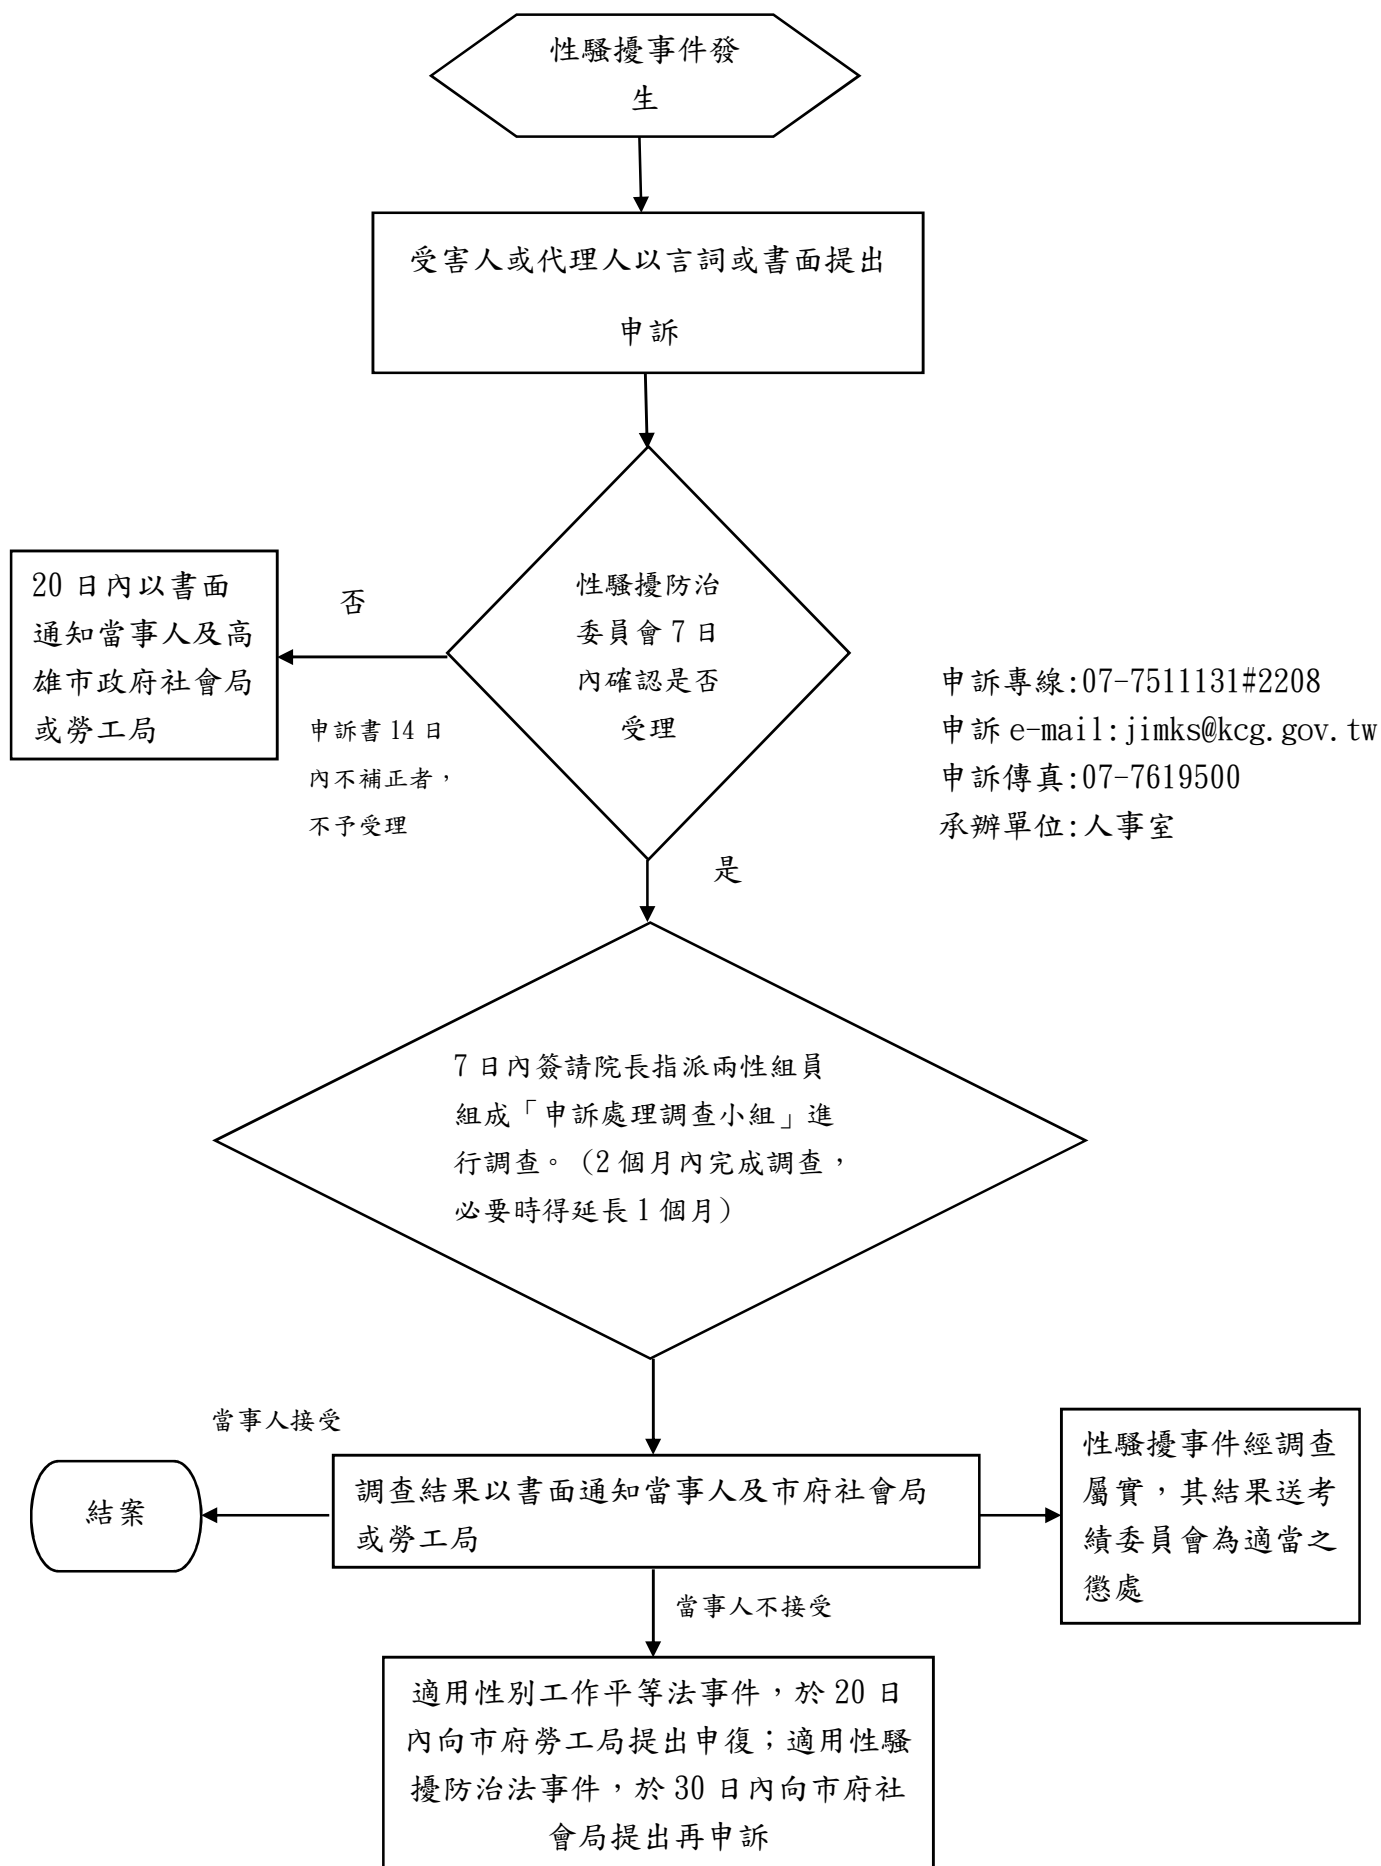 性騷擾事件發
生
受害人或代理人以言詞或書面提出
申訴
性騷擾防治
委員會 7 日
內確認是否
受理
否
20 日內以書面
通知當事人及高
雄市政府社會局
或勞工局
申訴書 14 日
內不補正者，
不予受理
申訴專線:07-7511131#2208
申訴 e-mail:jimks@kcg.gov.tw
申訴傳真:07-7619500
承辦單位:人事室
是
7 日內簽請院長指派兩性組員
組成「申訴處理調查小組」進
行調查。（2 個月內完成調查，
必要時得延長 1 個月）
當事人接受
結案
調查結果以書面通知當事人及市府社會局
或勞工局
性騷擾事件經調查
屬實，其結果送考
績委員會為適當之
懲處
當事人不接受
適用性別工作平等法事件，於 20 日
內向市府勞工局提出申復；適用性騷
擾防治法事件，於 30 日內向市府社
會局提出再申訴